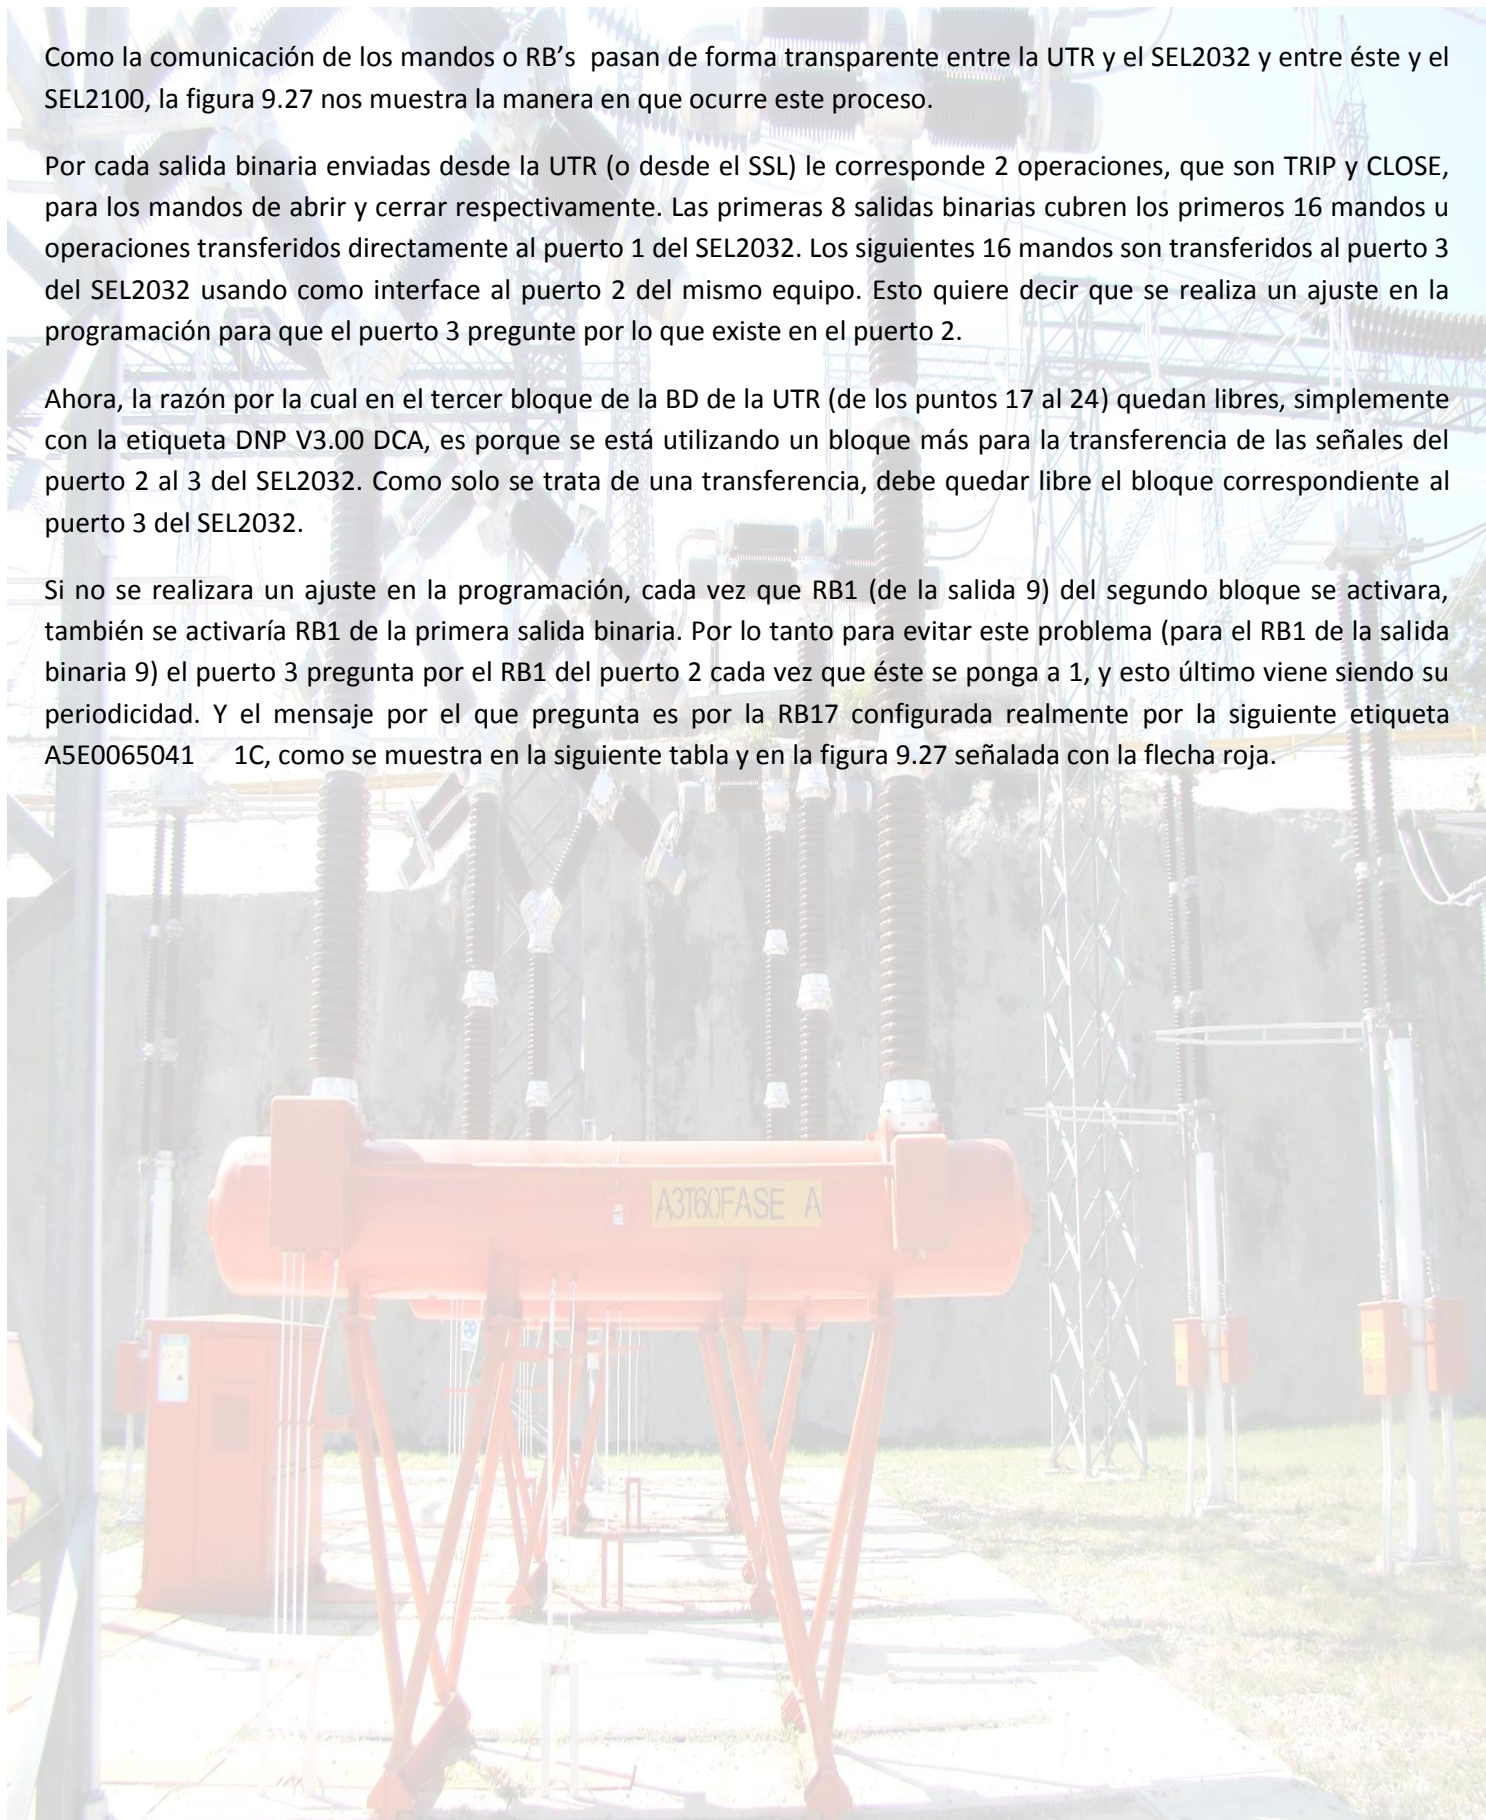 Como la comunicación de los mandos o RB’s  pasan de forma transparente entre la UTR y el SEL2032 y entre éste y el
SEL2100, la figura 9.27 nos muestra la manera en que ocurre este proceso.
Por cada salida binaria enviadas desde la UTR (o desde el SSL) le corresponde 2 operaciones, que son TRIP y CLOSE,
para los mandos de abrir y cerrar respectivamente. Las primeras 8 salidas binarias cubren los primeros 16 mandos u
operaciones transferidos directamente al puerto 1 del SEL2032. Los siguientes 16 mandos son transferidos al puerto 3
del SEL2032 usando como interface al puerto 2 del mismo equipo. Esto quiere decir que se realiza un ajuste en la
programación para que el puerto 3 pregunte por lo que existe en el puerto 2.
Ahora, la razón por la cual en el tercer bloque de la BD de la UTR (de los puntos 17 al 24) quedan libres, simplemente
con la etiqueta DNP V3.00 DCA, es porque se está utilizando un bloque más para la transferencia de las señales del
puerto 2 al 3 del SEL2032. Como solo se trata de una transferencia, debe quedar libre el bloque correspondiente al
puerto 3 del SEL2032.
Si no se realizara un ajuste en la programación, cada vez que RB1 (de la salida 9) del segundo bloque se activara,
también se activaría RB1 de la primera salida binaria. Por lo tanto para evitar este problema (para el RB1 de la salida
binaria 9) el puerto 3 pregunta por el RB1 del puerto 2 cada vez que éste se ponga a 1, y esto último viene siendo su
periodicidad. Y el mensaje por el que pregunta es por la RB17 configurada realmente por la siguiente etiqueta
A5E0065041    1C, como se muestra en la siguiente tabla y en la figura 9.27 señalada con la flecha roja.
A3T60FASE A